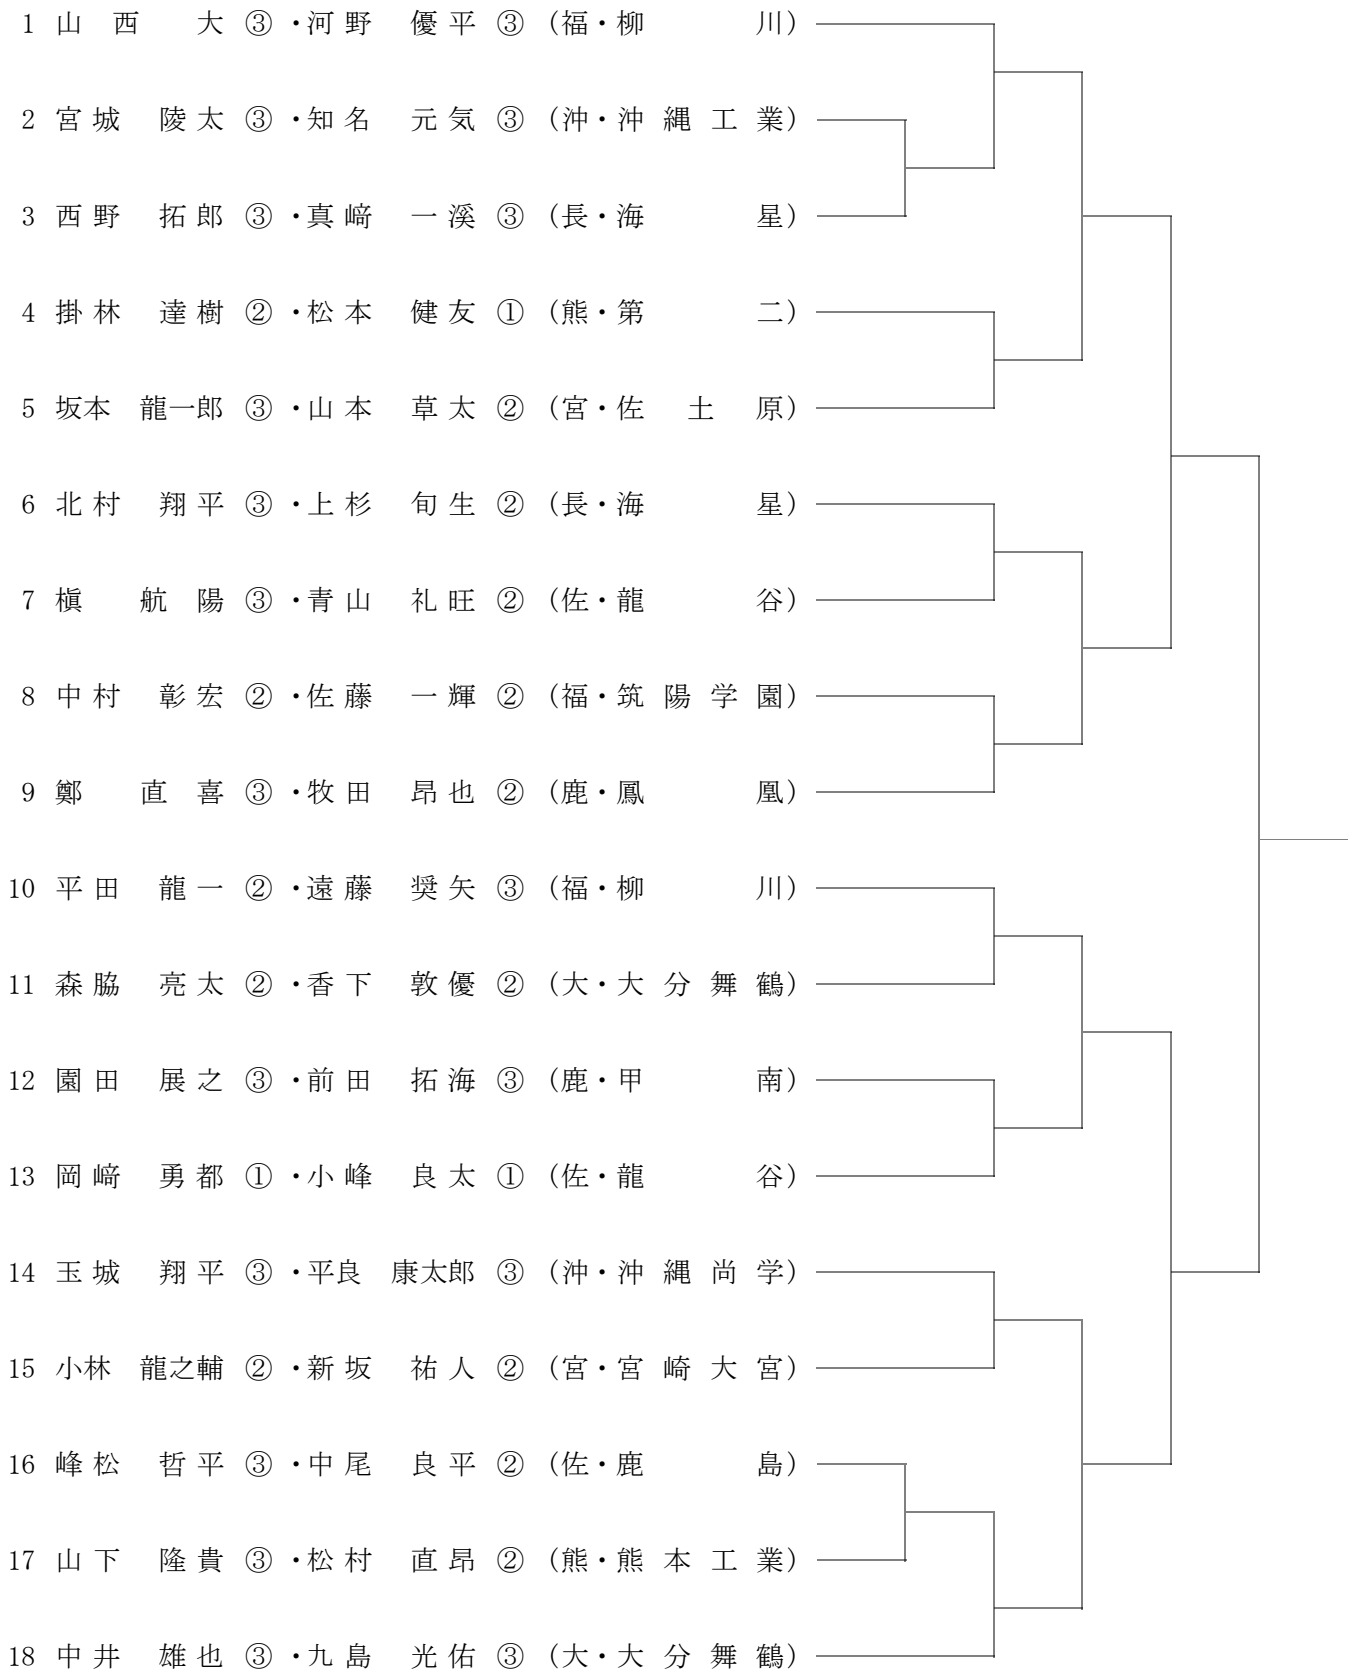 1 山西 大 ③ ・河野 優平 ③ (福・柳川)
2 宮城 陵太 ③ ・知名 元気 ③ (沖・沖縄工業)
3 西野 拓郎 ③ ・真﨑 一溪 ③ (長・海星)
4 掛林 達樹 ② ・松本 健友 ① (熊・第二)
5 坂本 龍一郎 ③ ・山本 草太 ② (宮・佐土原)
6 北村 翔平 ③ ・上杉 旬生 ② (長・海星)
7 槇 航陽 ③ ・青山 礼旺 ② (佐・龍谷)
8 中村 彰宏 ② ・佐藤 一輝 ② (福・筑陽学園)
9 鄭 直喜 ③ ・牧田 昂也 ② (鹿・鳳凰)
10 平田 龍一 ② ・遠藤 奨矢 ③ (福・柳川)
11 森脇 亮太 ② ・香下 敦優 ② (大・大分舞鶴)
12 園田 展之 ③ ・前田 拓海 ③ (鹿・甲南)
13 岡﨑 勇都 ① ・小峰 良太 ① (佐・龍谷)
14 玉城 翔平 ③ ・平良 康太郎 ③ (沖・沖縄尚学)
15 小林 龍之輔 ② ・新坂 祐人 ② (宮・宮崎大宮)
16 峰松 哲平 ③ ・中尾 良平 ② (佐・鹿島)
17 山下 隆貴 ③ ・松村 直昂 ② (熊・熊本工業)
18 中井 雄也 ③ ・九島 光佑 ③ (大・大分舞鶴)